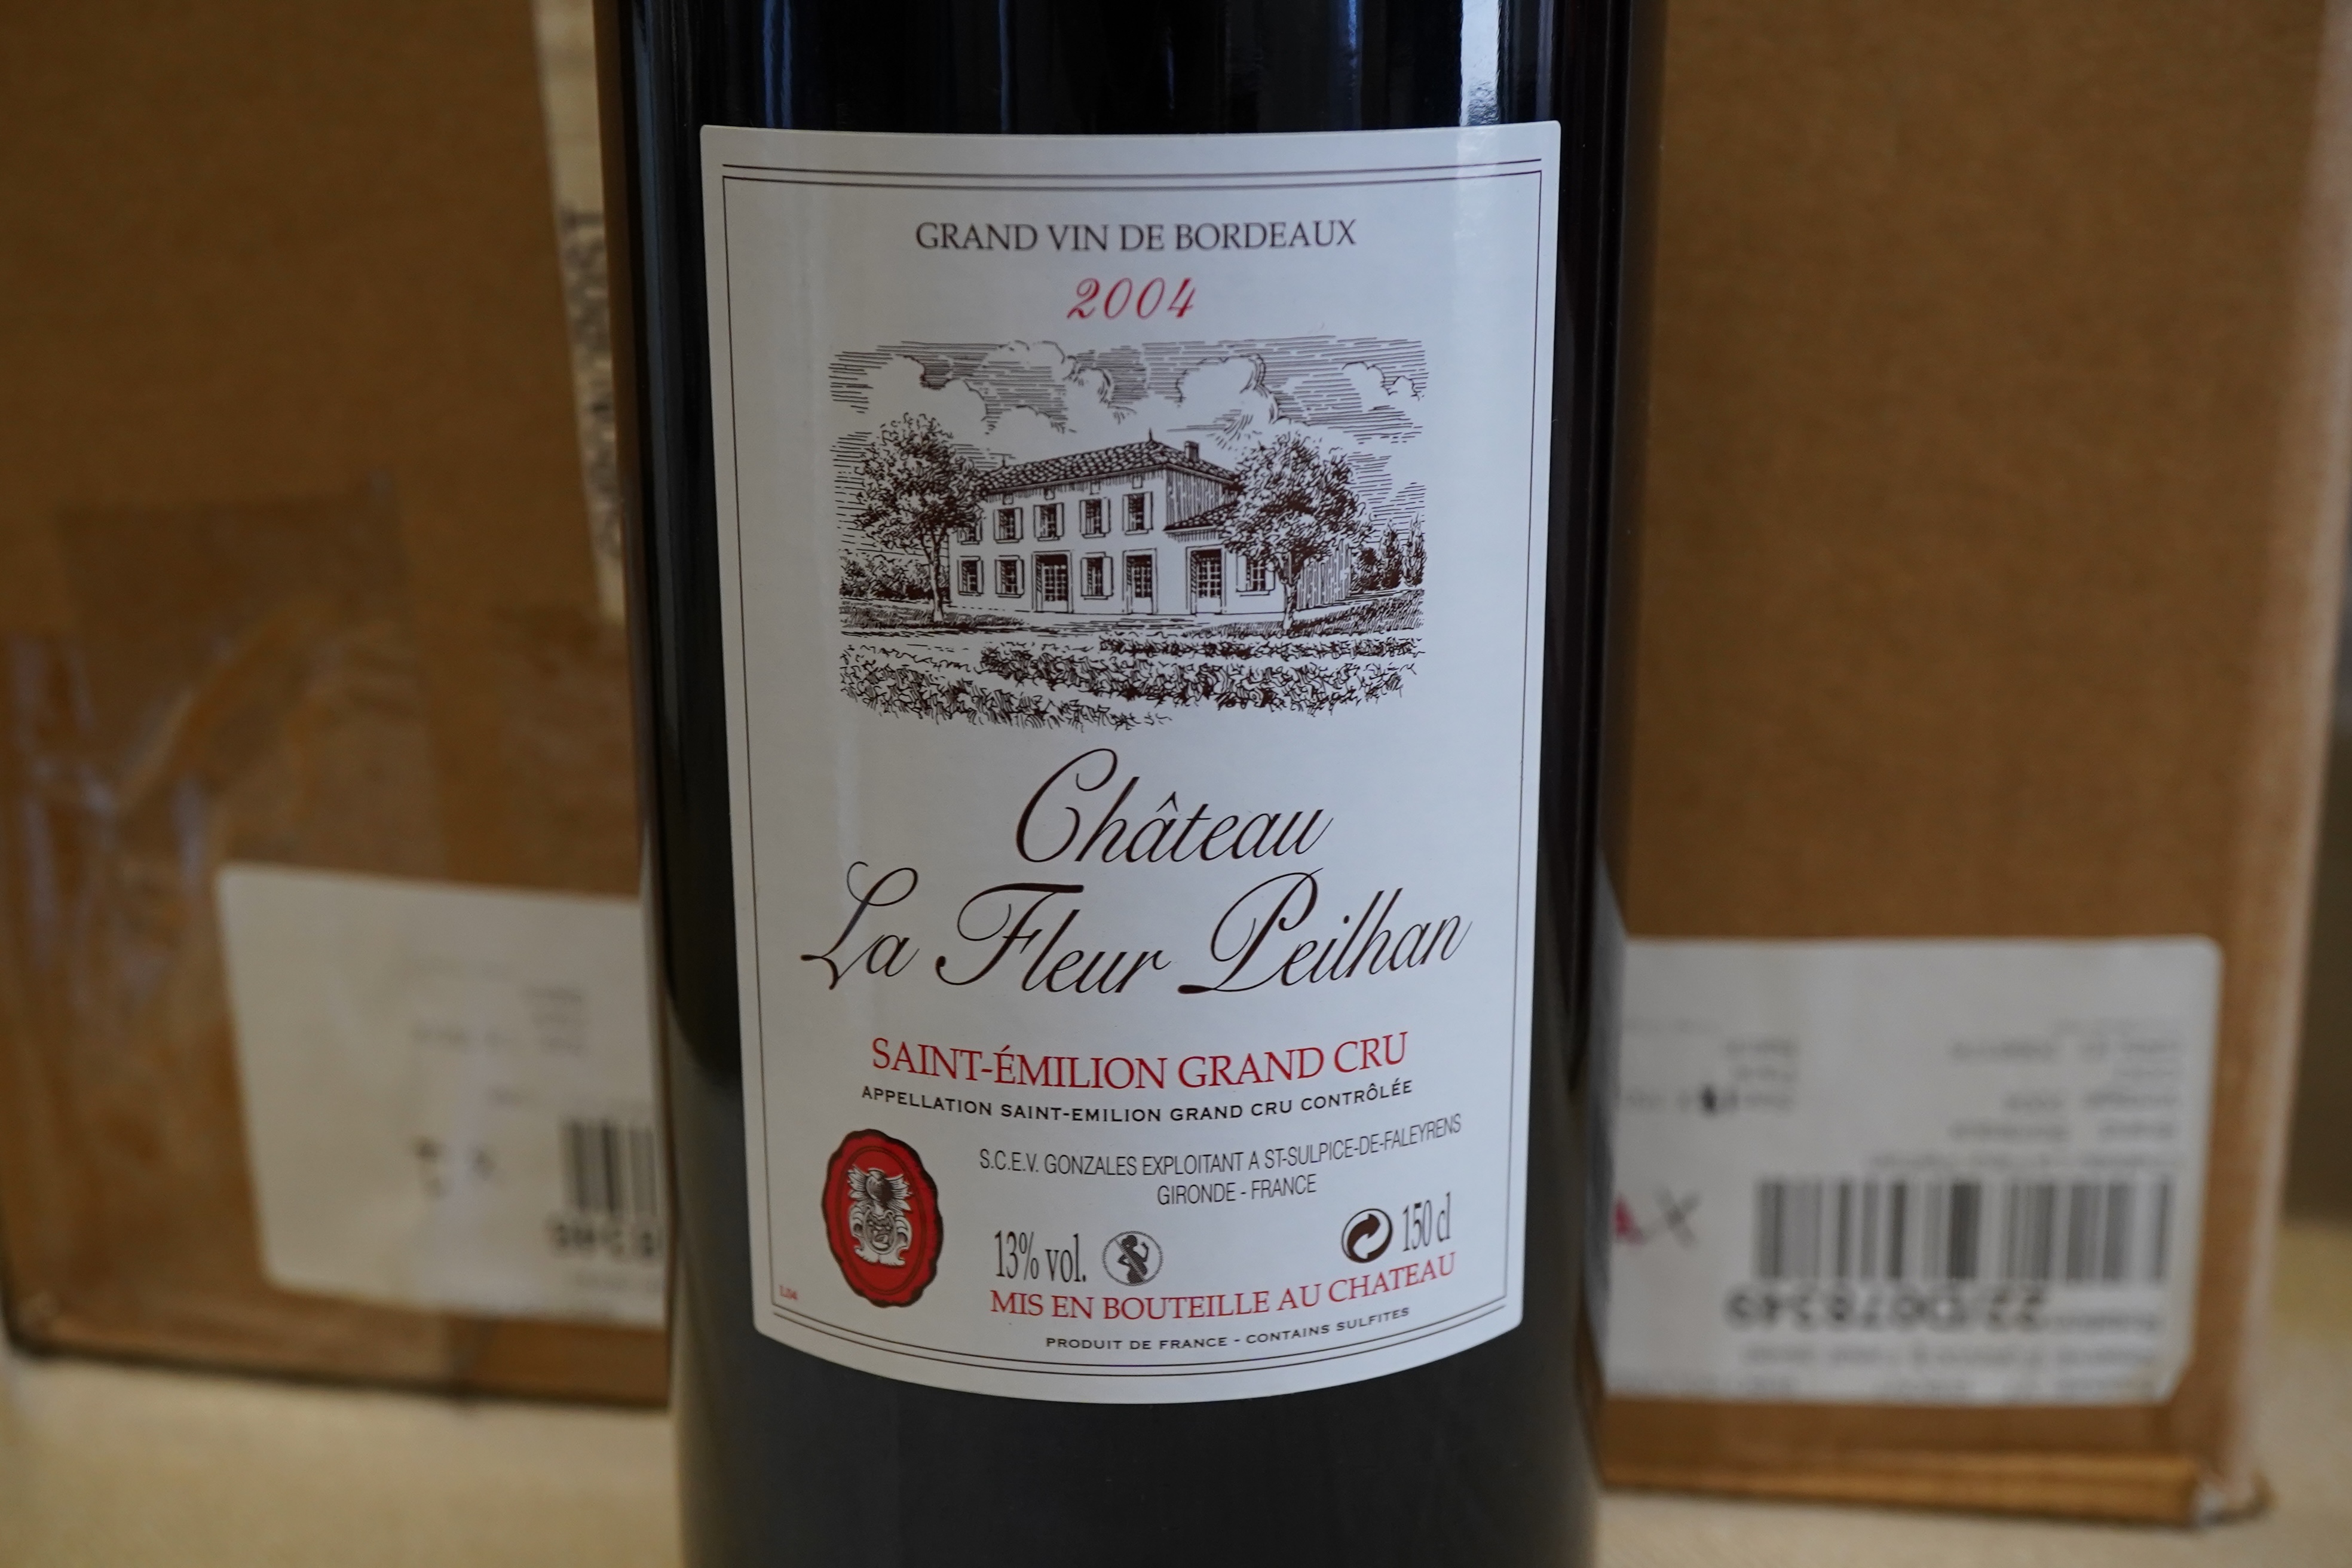 GRAND VIN DE BORDEAUX
2004
Château
La Fleur Peilhan
SAINT-ÉMILION GRAND CRU
APPELLATION SAINT-EMILION GRAND CRU CONTRÔLÉE
S.C.E.V. GONZALES EXPLOITANT A ST-SULPICE-DE-FALEYRENS
GIRONDE - FRANCE
13% vol.
150 cl
L04
MIS EN BOUTEILLE AU CHATEAU
PRODUIT DE FRANCE - CONTAINS SULFITES